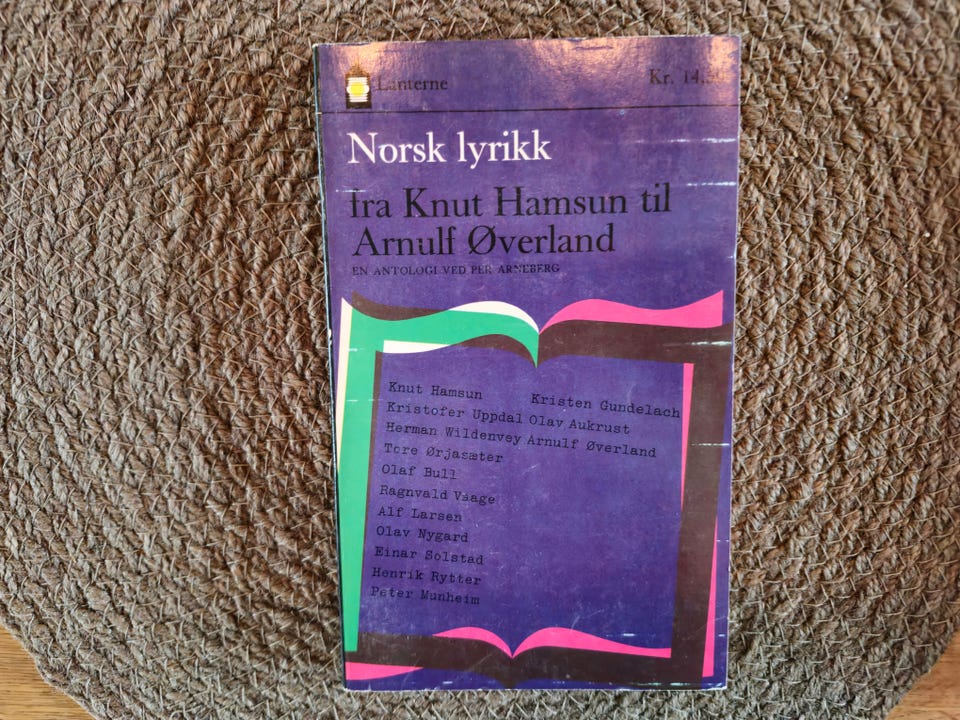 Lanterne
Kr. 14.
Norsk lyrikk
fra Knut Hamsun til
Arnulf Øverland
EN ANTOLOGI VED PER ARNEBERG
Knut Hamsun
Kristofer Uppdal
Herman Wildenvey
Tore Ørjasæter
Olaf Bull
Ragnvald Vaage
Alf Larsen
Olav Nygard
Einar Solstad
Henrik Rytter
Peter Munheim
Kristen Gundelach
Olav Aukrust
Arnulf Øverland